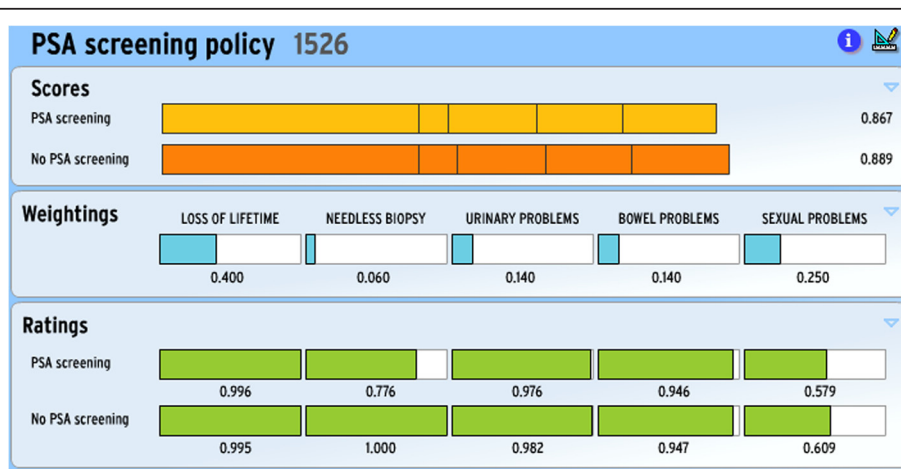 PSA screening policy 1526
Scores
PSA screening 0.867
No PSA screening 0.889
Weightings LOSS OF LIFETIME NEEDLESS BIOPSY URINARY PROBLEMS BOWEL PROBLEMS SEXUAL PROBLEMS
0.400 0.060 0.140 0.140 0.250
Ratings
PSA screening
0.996 0.776 0.976 0.946 0.579
No PSA screening
0.995 1.000 0.982 0.947 0.609